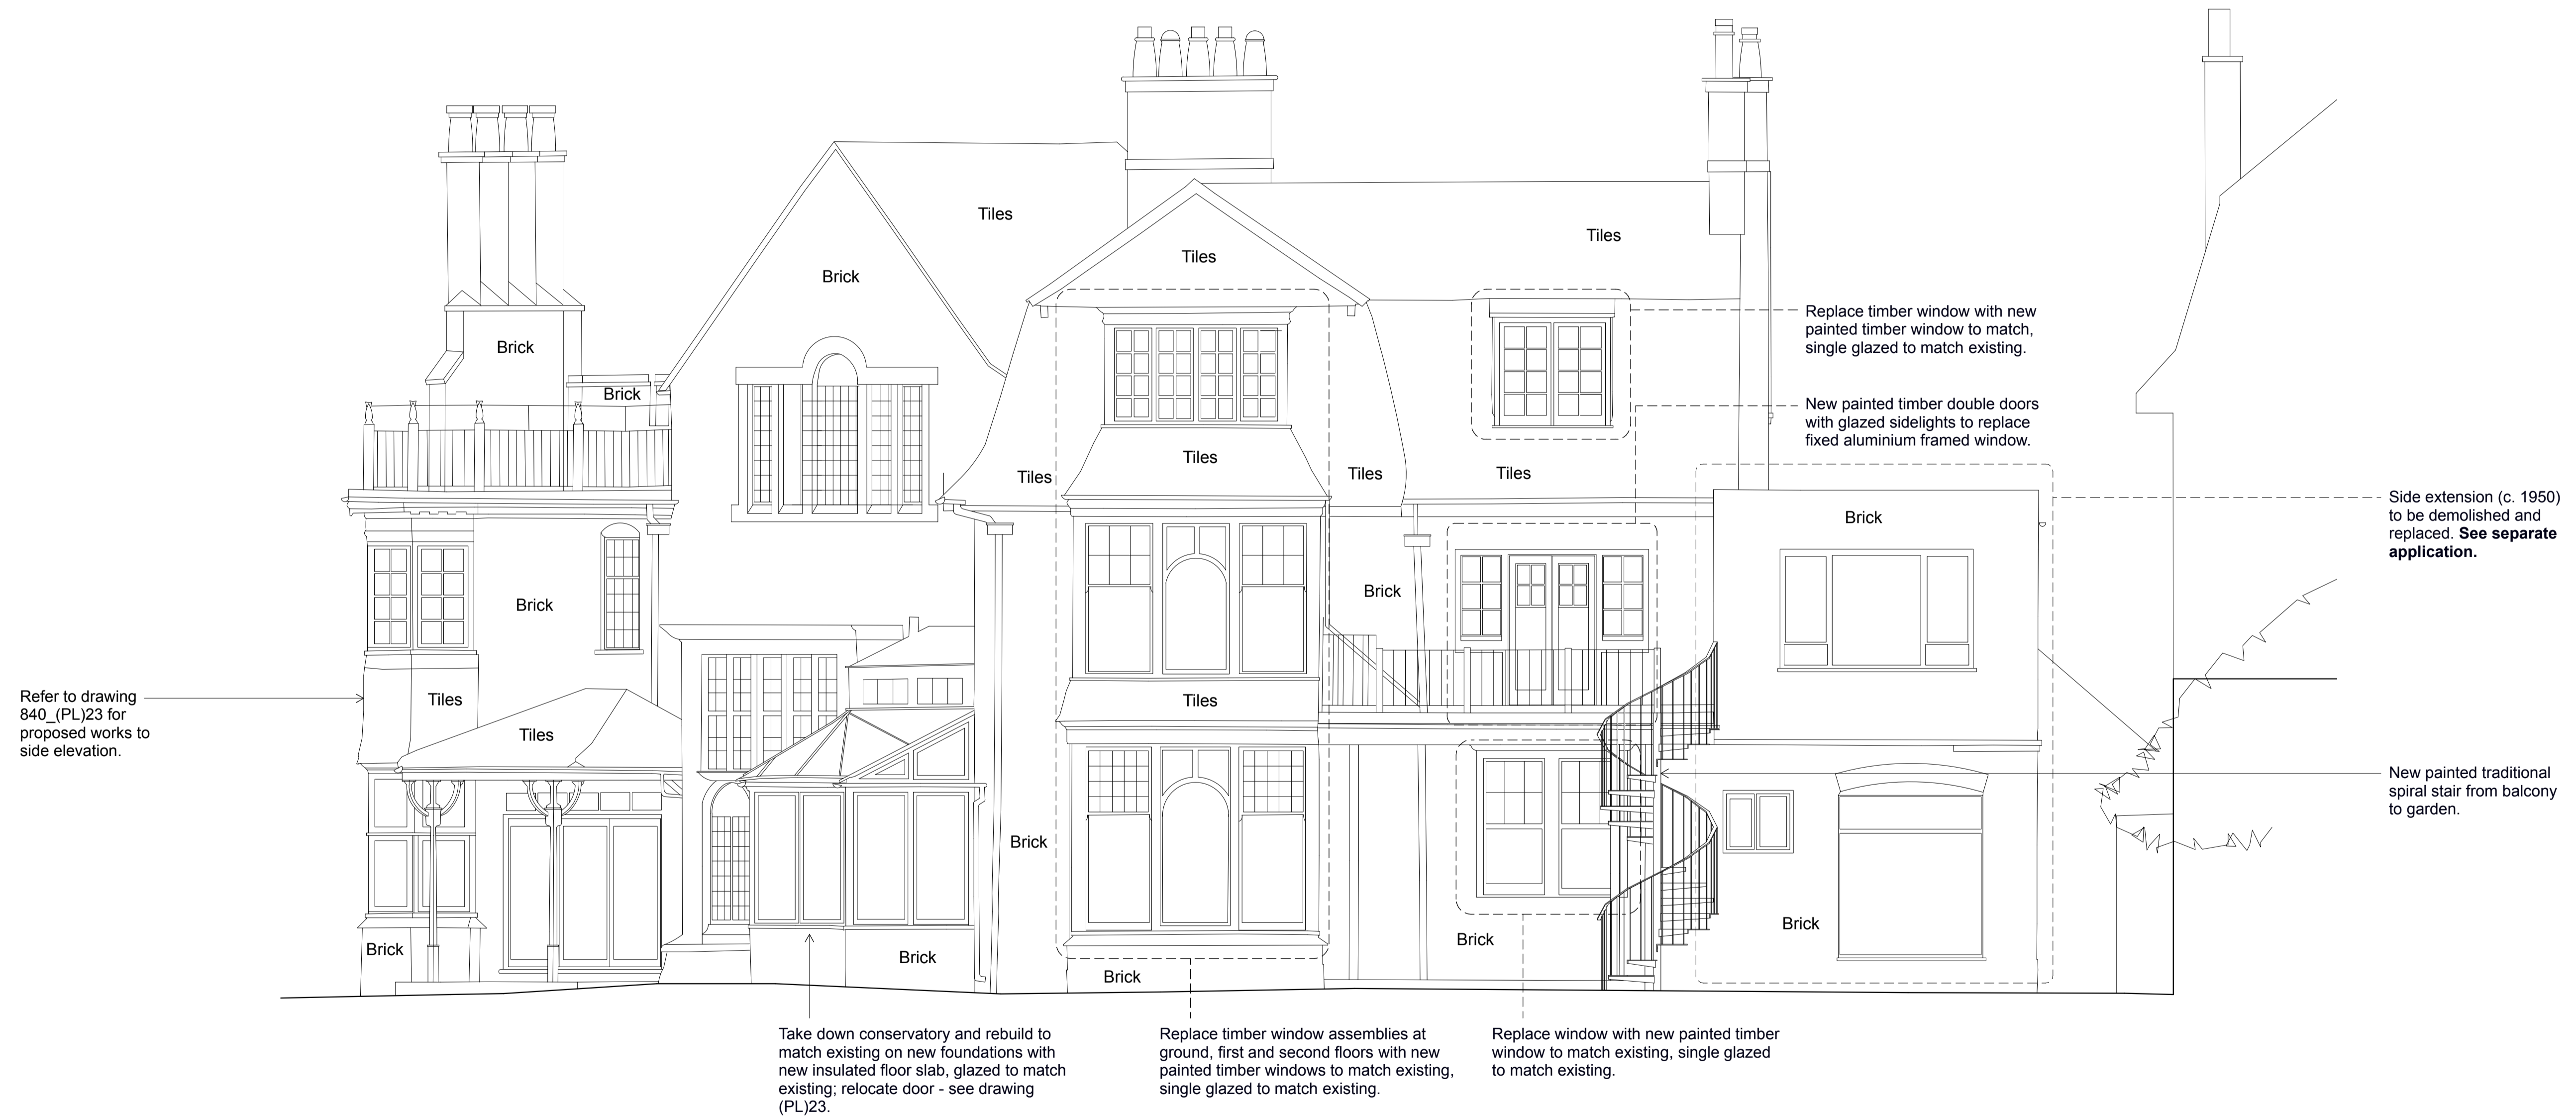 Tiles
Tiles
Tiles
Brick
Brick
Brick
Replace timber window with new
painted timber window to match,
single glazed to match existing.
New painted timber double doors
with glazed sidelights to replace
fixed aluminium framed window.
Tiles
Tiles
Tiles
Tiles
Side extension (c. 1950)
to be demolished and
replaced. See separate
application.
Brick
Brick
Brick
Refer to drawing
840_(PL)23 for
proposed works to
side elevation.
Tiles
Tiles
Tiles
New painted traditional
spiral stair from balcony
to garden.
Brick
Brick
Brick
Brick
Brick
Brick
Take down conservatory and rebuild to
match existing on new foundations with
new insulated floor slab, glazed to match
existing; relocate door - see drawing
(PL)23.
Replace timber window assemblies at
ground, first and second floors with new
painted timber windows to match existing,
single glazed to match existing.
Replace window with new painted timber
window to match existing, single glazed
to match existing.